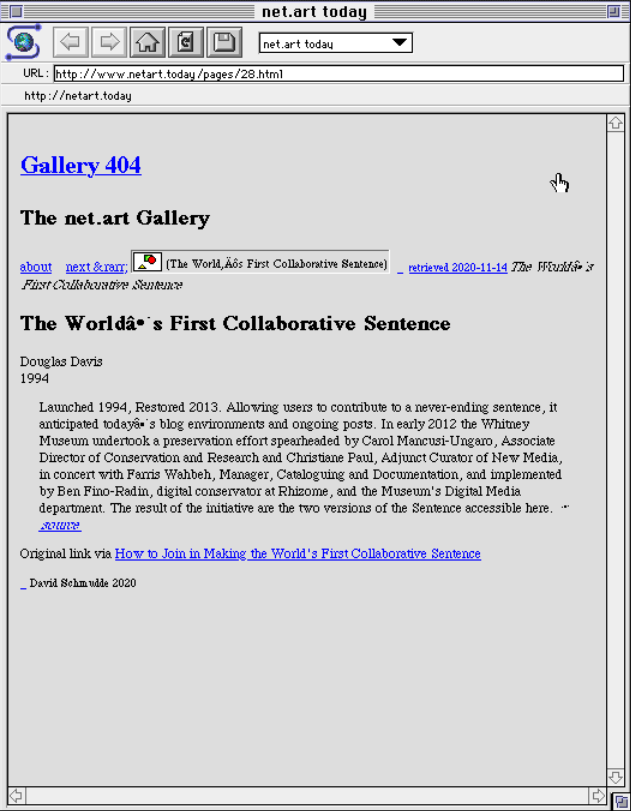 net.art today
net.art today
URL: http://www.netart.today/pages/28.html
http://netart.today
Gallery 404
The net.art Gallery
about next &rarr; (The World‚Äôs First Collaborative Sentence) _ retrieved 2020-11-14 The Worldâ•˙s
First Collaborative Sentence
The Worldâ•˙s First Collaborative Sentence
Douglas Davis
1994
Launched 1994, Restored 2013. Allowing users to contribute to a never-ending sentence, it
anticipated todayâ•˙s blog environments and ongoing posts. In early 2012 the Whitney
Museum undertook a preservation effort spearheaded by Carol Mancusi-Ungaro, Associate
Director of Conservation and Research and Christiane Paul, Adjunct Curator of New Media,
in concert with Farris Wahbeh, Manager, Cataloguing and Documentation, and implemented
by Ben Fino-Radin, digital conservator at Rhizome, and the Museum's Digital Media
department. The result of the initiative are the two versions of the Sentence accessible here.
source
Original link via How to Join in Making the World's First Collaborative Sentence
_ David Schmudde 2020